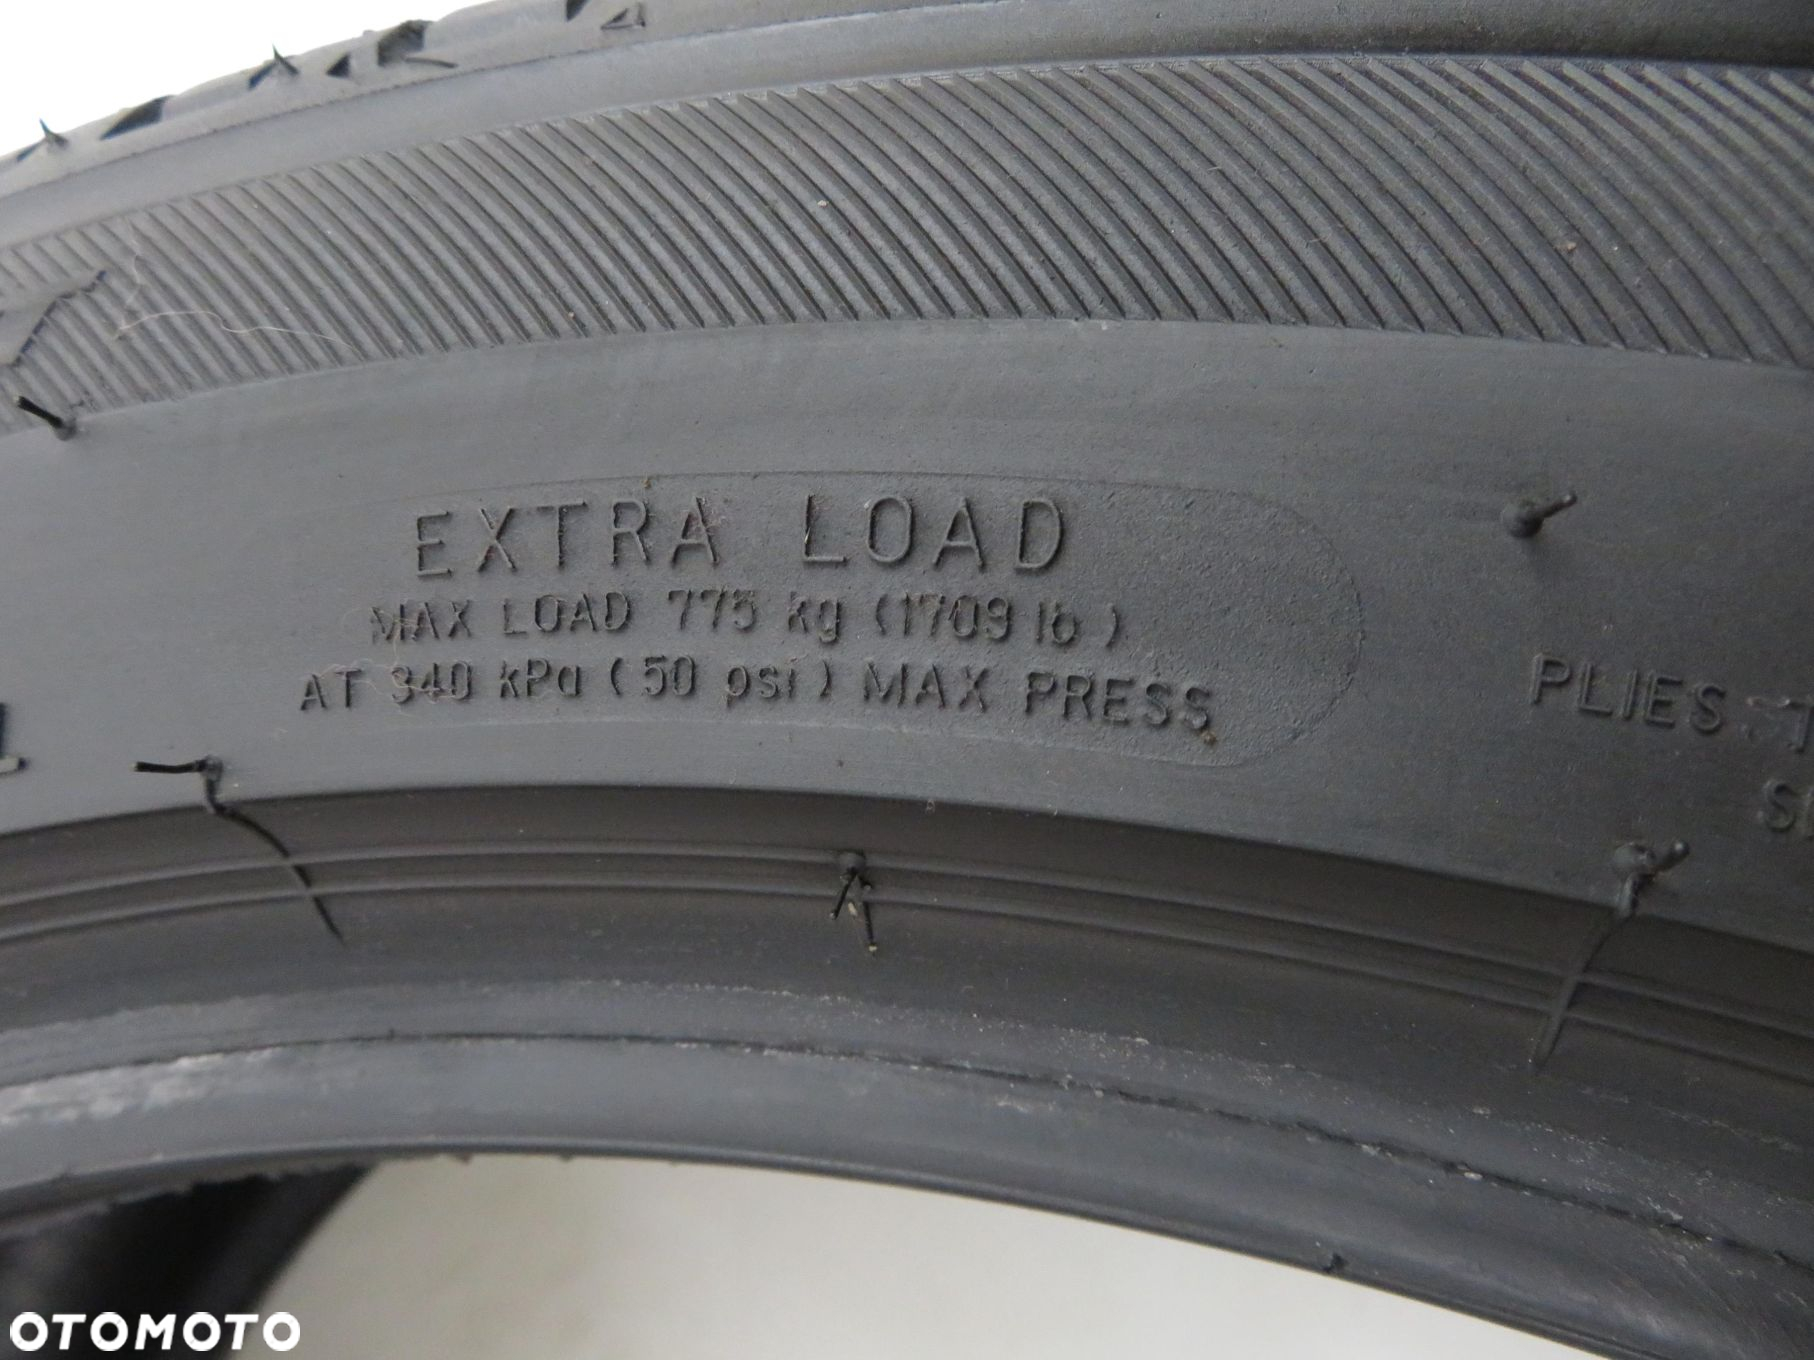 EXTRA LOAD
MAX LOAD 775 kg (1709 lb)
AT 340 kPa (50 psi) MAX PRESS
PLIES
OTOMOTO